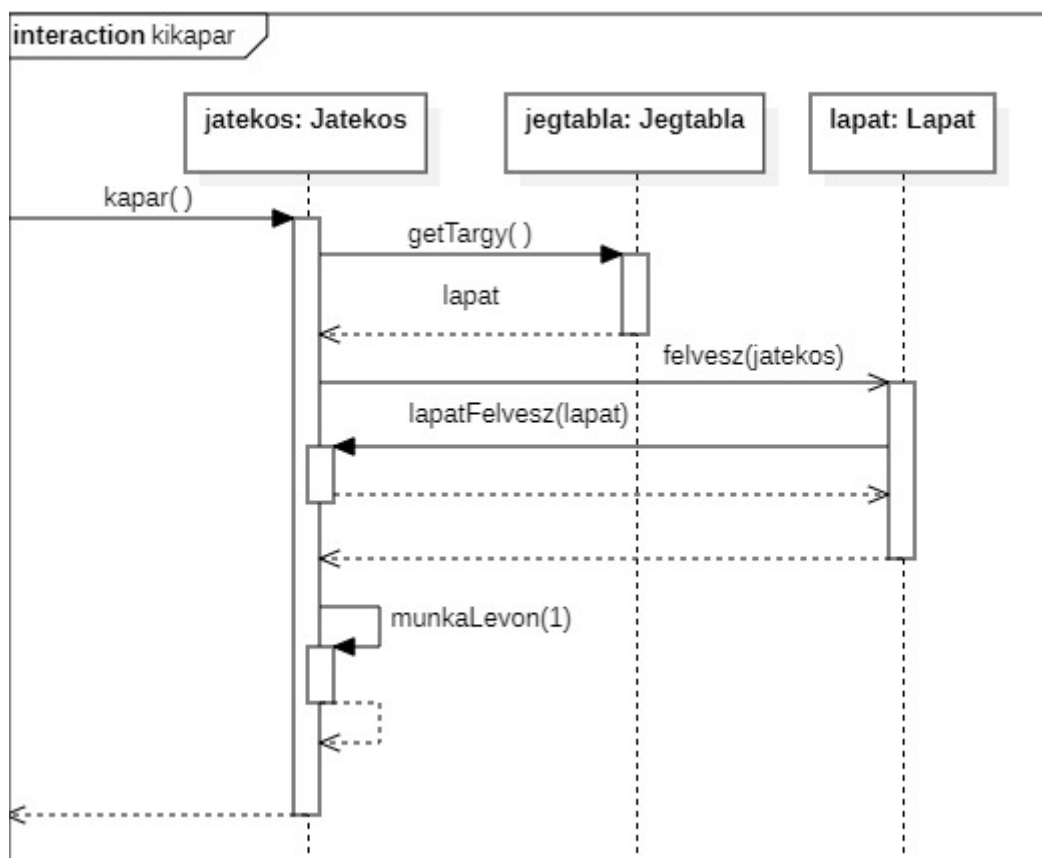 interaction kikapar
jatekos: Jatekos
jegtabla: Jegtabla
lapat: Lapat
kapar( )
getTargy( )
lapat
felvesz(jatekos)
lapatFelvesz(lapat)
munkaLevon(1)